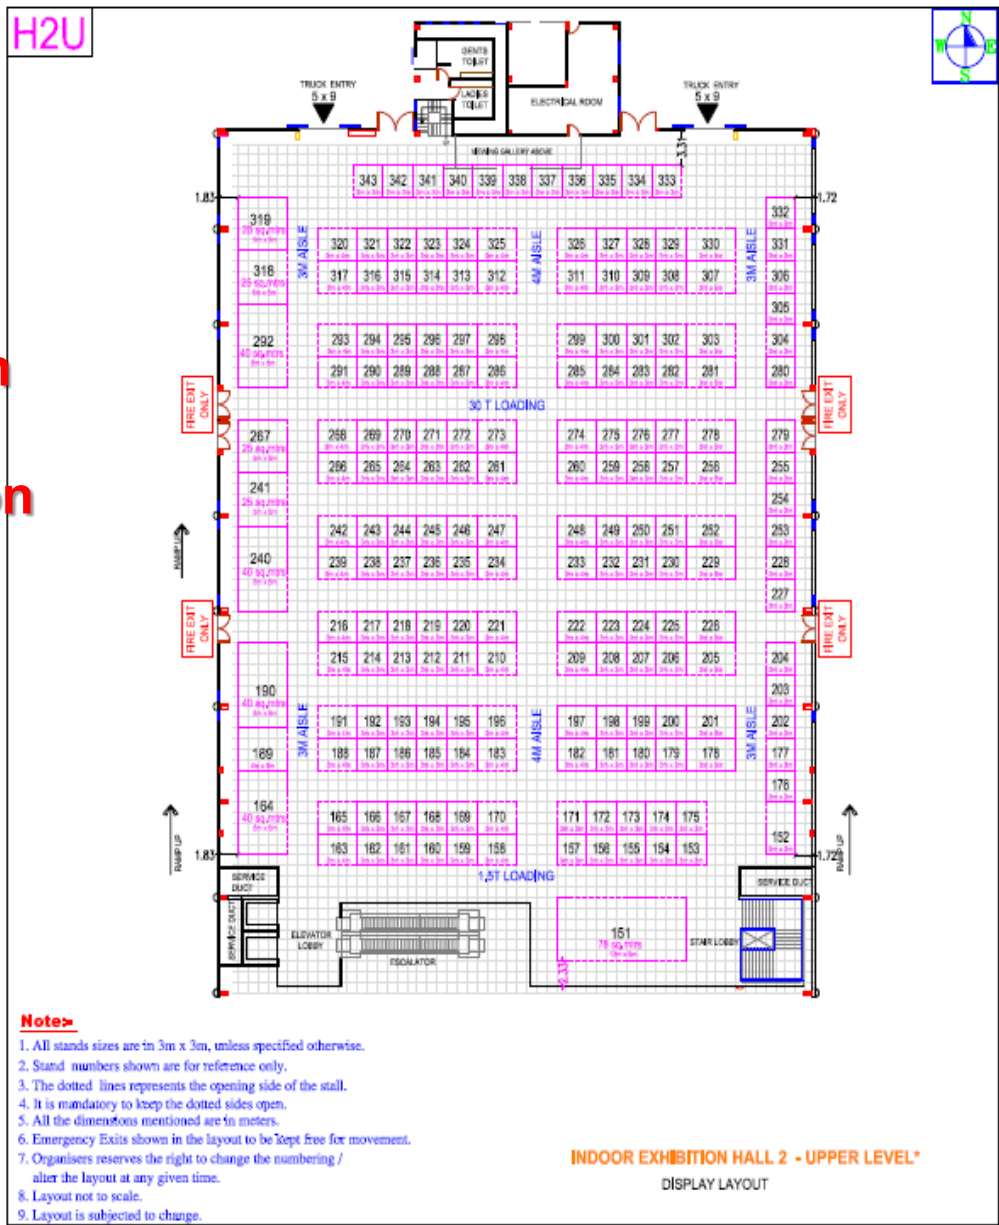 H2U
N
W E
S
GENTS
TOILET
LADIES
TOILET
ELECTRICAL ROOM
TRUCK ENTRY
5 x 9
TRUCK ENTRY
5 x 9
VIEWING GALLERY ABOVE
3.31
343 342 341 340 339 338 337 336 335 334 333
1.83
1.72
319
25 sq.mtrs
318
25 sq.mtrs
292
40 sq.mtrs
3M AISLE
4M AISLE
3M AISLE
320 321 322 323 324 325
326 327 328 329 330
317 316 315 314 313 312
311 310 309 308 307
332
331
306
305
304
280
293 294 295 296 297 298
299 300 301 302 303
291 290 289 288 287 286
285 284 283 282 281
n
FIRE EXIT
ONLY
FIRE EXIT
ONLY
30 T LOADING
267
25 sq.mtrs
241
25 sq.mtrs
240
40 sq.mtrs
268 269 270 271 272 273
274 275 276 277 278
266 265 264 263 262 261
260 259 258 257 256
279
255
254
253
228
227
on
RAMP UP
242 243 244 245 246 247
248 249 250 251 252
239 238 237 236 235 234
233 232 231 230 229
FIRE EXIT
ONLY
FIRE EXIT
ONLY
216 217 218 219 220 221
222 223 224 225 226
215 214 213 212 211 210
209 208 207 206 205
190
40 sq.mtrs
169
164
40 sq.mtrs
204
203
202
177
176
152
3M AISLE
4M AISLE
3M AISLE
191 192 193 194 195 196
197 198 199 200 201
188 187 186 185 184 183
182 181 180 179 178
165 166 167 168 169 170
171 172 173 174 175
163 162 161 160 159 158
157 156 155 154 153
RAMP UP
RAMP UP
1.83
1.72
1.5T LOADING
SERVICE
DUCT
SERVICE DUCT
SERVICE DUCT
ELEVATOR
LOBBY
ESCALATOR
151
78 sq.mtrs
STAIR LOBBY
2.33
Note:-
1. All stands sizes are in 3m x 3m, unless specified otherwise.
2. Stand numbers shown are for reference only.
3. The dotted lines represents the opening side of the stall.
4. It is mandatory to keep the dotted sides open.
5. All the dimensions mentioned are in meters.
6. Emergency Exits shown in the layout to be kept free for movement.
7. Organisers reserves the right to change the numbering /
alter the layout at any given time.
8. Layout not to scale.
9. Layout is subjected to change.
INDOOR EXHIBITION HALL 2 - UPPER LEVEL*
DISPLAY LAYOUT